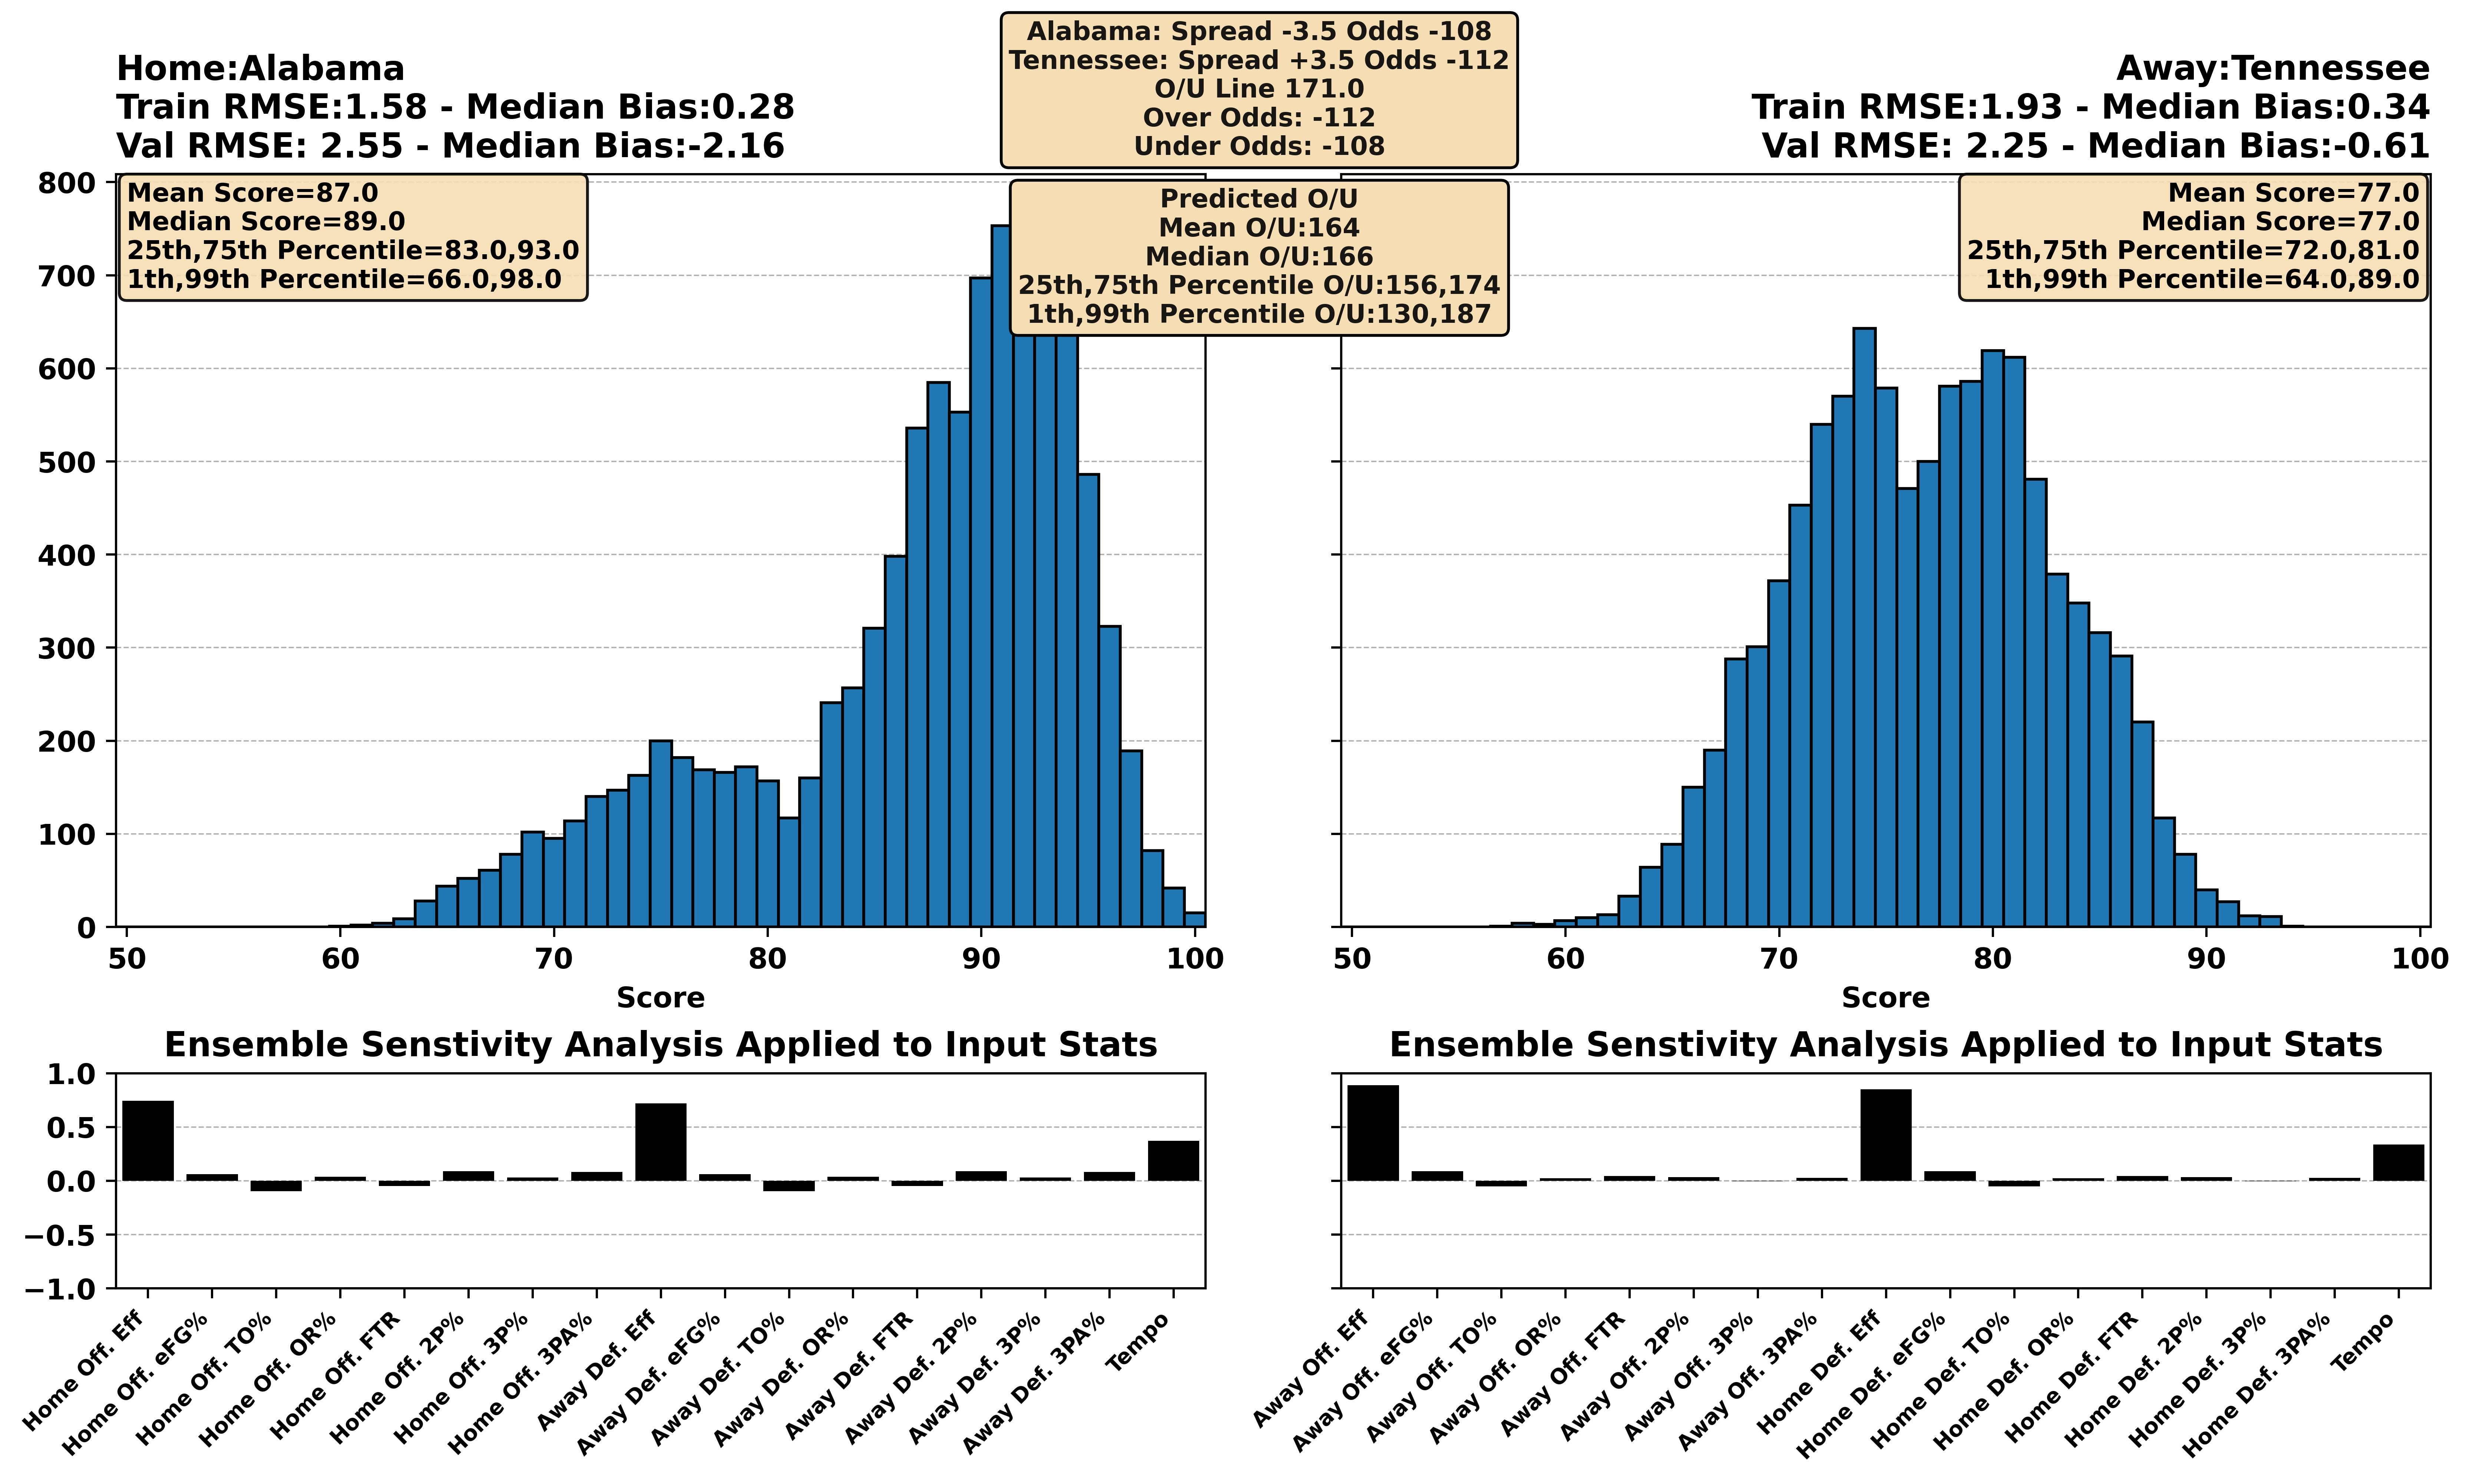 Alabama: Spread -3.5 Odds -108
Tennessee: Spread +3.5 Odds -112
O/U Line 171.0
Over Odds: -112
Under Odds: -108
Home:Alabama
Train RMSE:1.58 - Median Bias:0.28
Val RMSE: 2.55 - Median Bias:-2.16
Away:Tennessee
Train RMSE:1.93 - Median Bias:0.34
Val RMSE: 2.25 - Median Bias:-0.61
Mean Score=87.0
Median Score=89.0
25th,75th Percentile=83.0,93.0
1th,99th Percentile=66.0,98.0
Predicted O/U
Mean O/U:164
Median O/U:166
25th,75th Percentile O/U:156,174
1th,99th Percentile O/U:130,187
Mean Score=77.0
Median Score=77.0
25th,75th Percentile=72.0,81.0
1th,99th Percentile=64.0,89.0
800
700
600
500
400
300
200
100
0
50 60 70 80 90 100
Score
50 60 70 80 90 100
Score
Ensemble Senstivity Analysis Applied to Input Stats
1.0
0.5
0.0
−0.5
−1.0
Home Off. Eff
Home Off. eFG%
Home Off. TO%
Home Off. OR%
Home Off. FTR
Home Off. 2P%
Home Off. 3P%
Home Off. 3PA%
Away Def. Eff
Away Def. eFG%
Away Def. TO%
Away Def. OR%
Away Def. FTR
Away Def. 2P%
Away Def. 3P%
Away Def. 3PA%
Tempo
Ensemble Senstivity Analysis Applied to Input Stats
Away Off. Eff
Away Off. eFG%
Away Off. TO%
Away Off. OR%
Away Off. FTR
Away Off. 2P%
Away Off. 3P%
Away Off. 3PA%
Home Def. Eff
Home Def. eFG%
Home Def. TO%
Home Def. OR%
Home Def. FTR
Home Def. 2P%
Home Def. 3P%
Home Def. 3PA%
Tempo